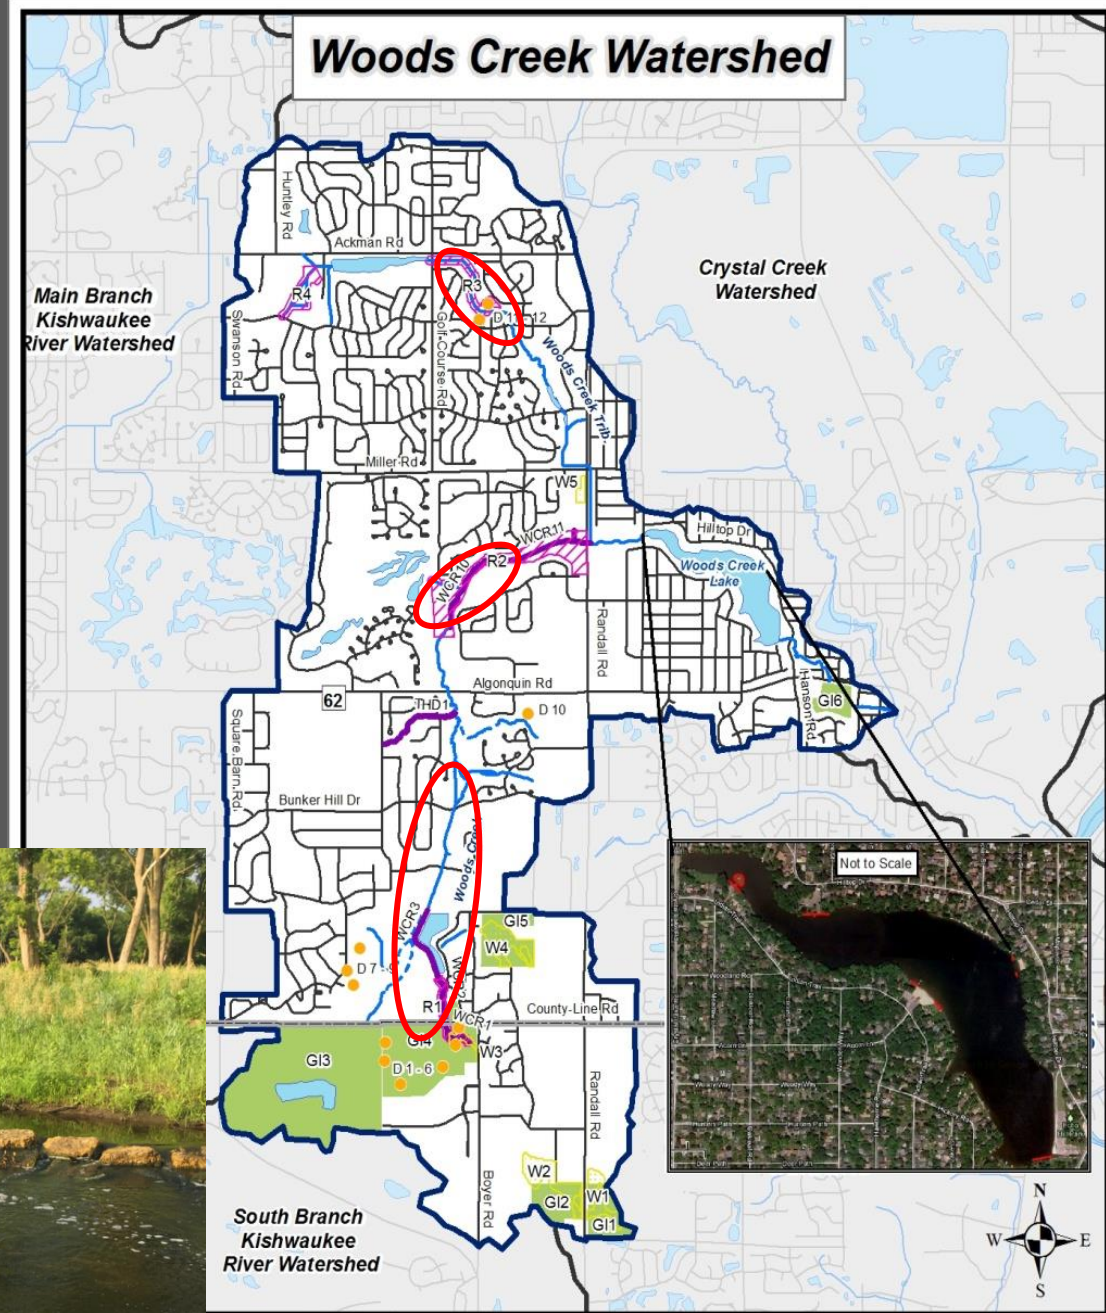 Woods Creek Watershed
Huntley Rd
Ackman Rd
Crystal Creek
Watershed
Main Branch
Kishwaukee
River Watershed
R4
R3
D 11 - 12
Swanson Rd
Golf Course Rd
Woods Creek Trib.
Miller Rd
W5
WCR11
Hilltop Dr
R2
WCR10
Woods Creek
Lake
Randall Rd
Algonquin Rd
62
THD1
D 10
Hanson Rd
GI6
Square Barn Rd
Bunker Hill Dr
Woods Creek
Not to Scale
WCR3
GI5
W4
D 7 - 9
R1
County-Line Rd
WCR1
GI4
W3
GI3
D 1 - 6
Randall Rd
W2
W1
GI2
GI1
Boyer Rd
South Branch
Kishwaukee
River Watershed
N
W
E
S